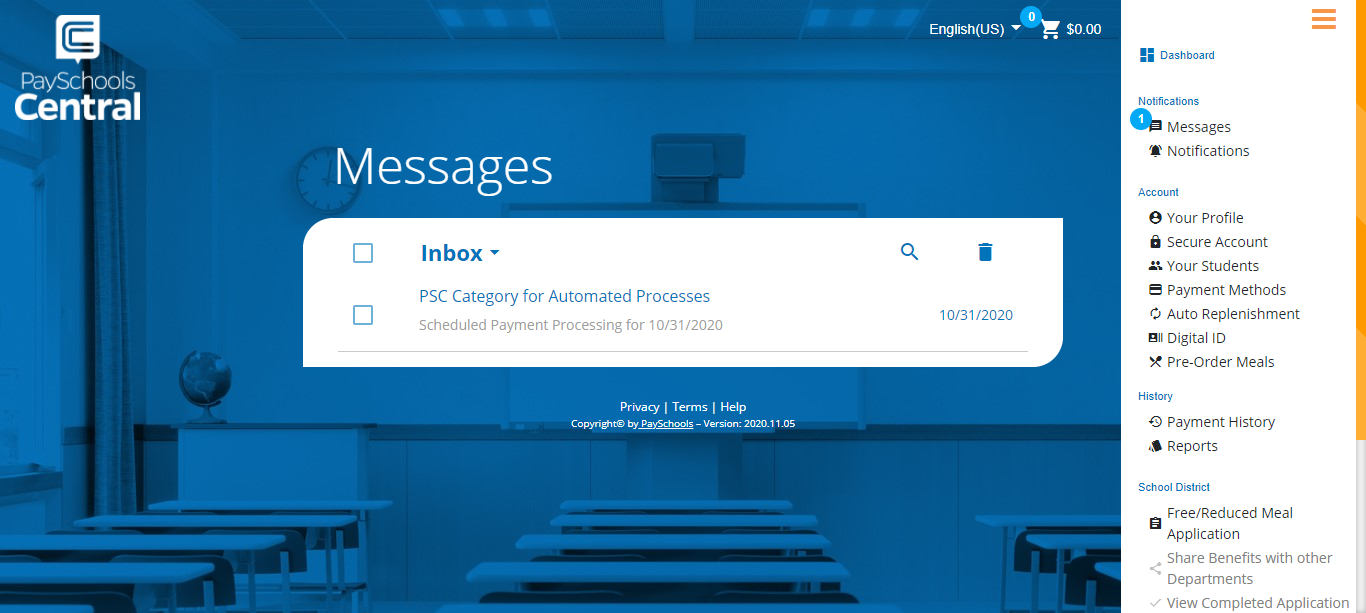 PaySchools
Central
English(US)
0
$0.00
Messages
Inbox
PSC Category for Automated Processes
Scheduled Payment Processing for 10/31/2020
10/31/2020
Privacy | Terms | Help
Copyright© by PaySchools – Version: 2020.11.05
Dashboard
Notifications
1
Messages
Notifications
Account
Your Profile
Secure Account
Your Students
Payment Methods
Auto Replenishment
Digital ID
Pre-Order Meals
History
Payment History
Reports
School District
Free/Reduced Meal
Application
Share Benefits with other
Departments
View Completed Application